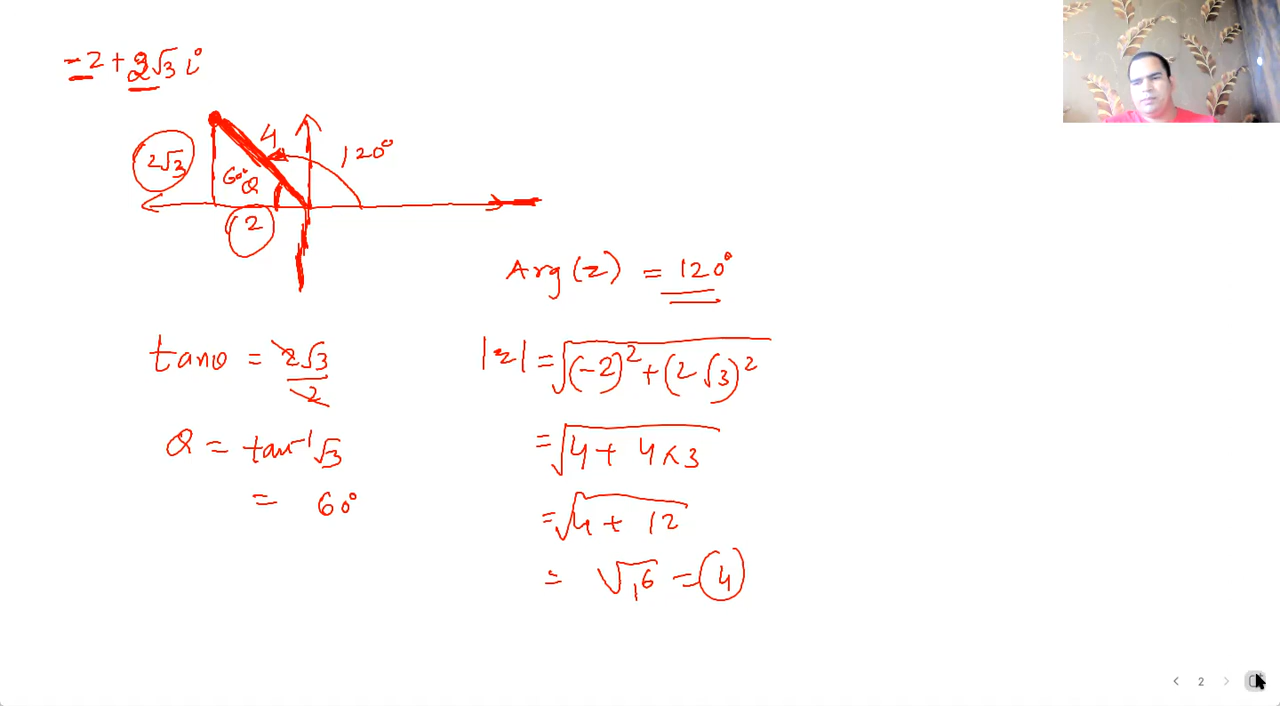 -2 + 2√3 i
4
120°
2√3
60°
θ
2
Arg(z) = 120°
tanθ = 2√3/2
θ = tan⁻¹√3
= 60°
|z| = √(-2)² + (2√3)²
= √4 + 4×3
= √4 + 12
= √16 = 4
< 2 >